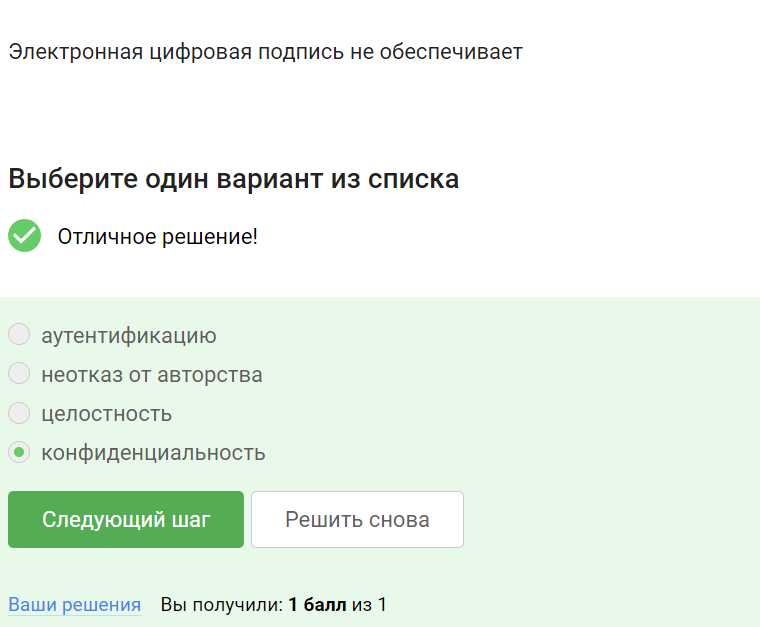 Электронная цифровая подпись не обеспечивает
Выберите один вариант из списка
Отличное решение!
аутентификацию
неотказ от авторства
целостность
конфиденциальность
Следующий шаг Решить снова
Ваши решения Вы получили: 1 балл из 1